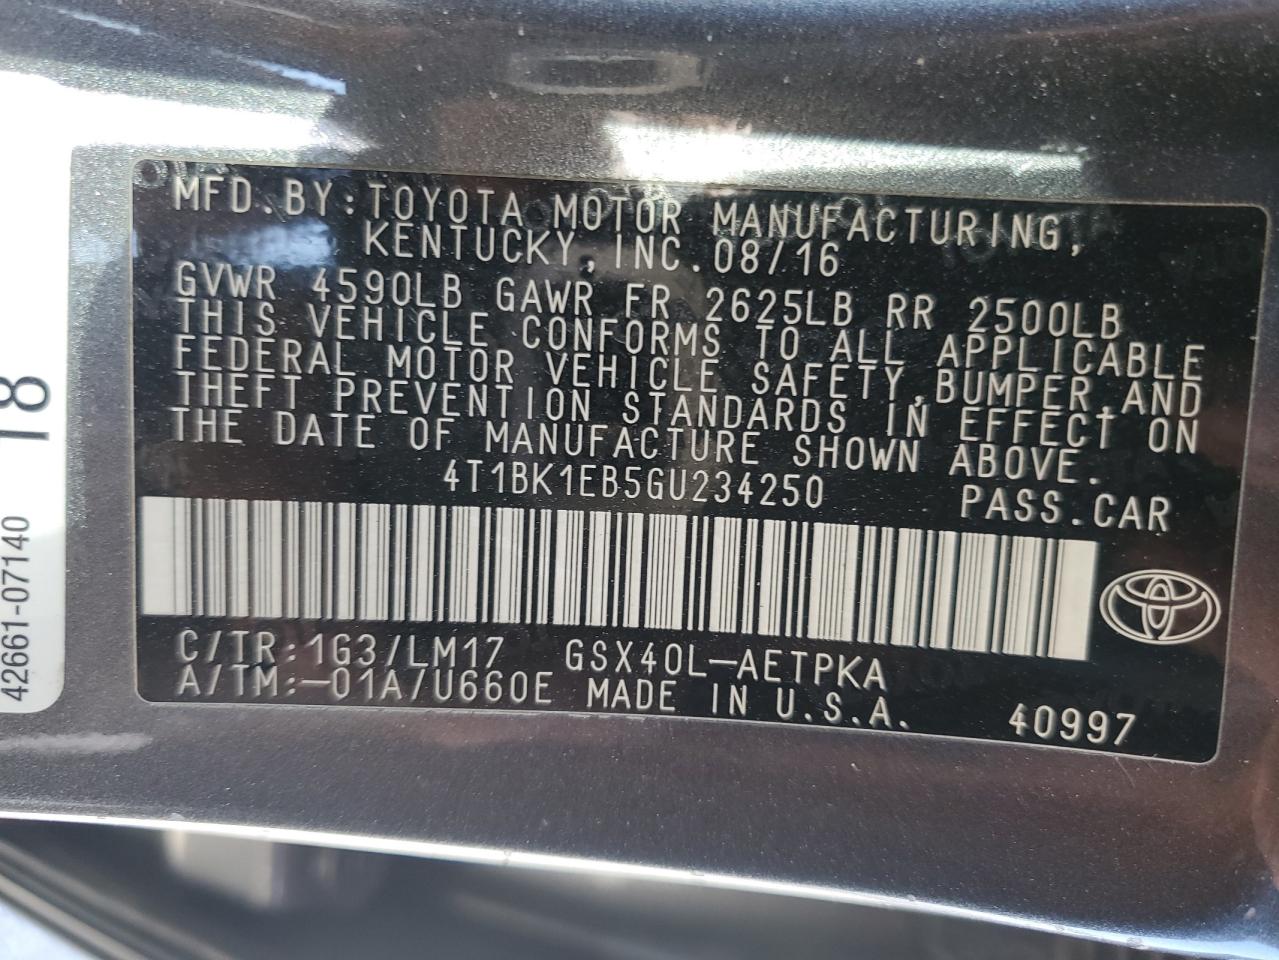 MFD.BY:TOYOTA MOTOR MANUFACTURING,
KENTUCKY,INC.08/16
GVWR 4590LB GAWR FR 2625LB RR 2500LB
THIS VEHICLE CONFORMS TO ALL APPLICABLE
FEDERAL MOTOR VEHICLE SAFETY,BUMPER,AND
THEFT PREVENTION STANDARDS IN EFFECT ON
THE DATE OF MANUFACTURE SHOWN ABOVE.
4T1BK1EB5GU234250 PASS.CAR
C/TR:1G3/LM17 GSX40L-AETPKA
A/TM:-01A/U660E MADE IN U.S.A. 40997
42661-07140 18